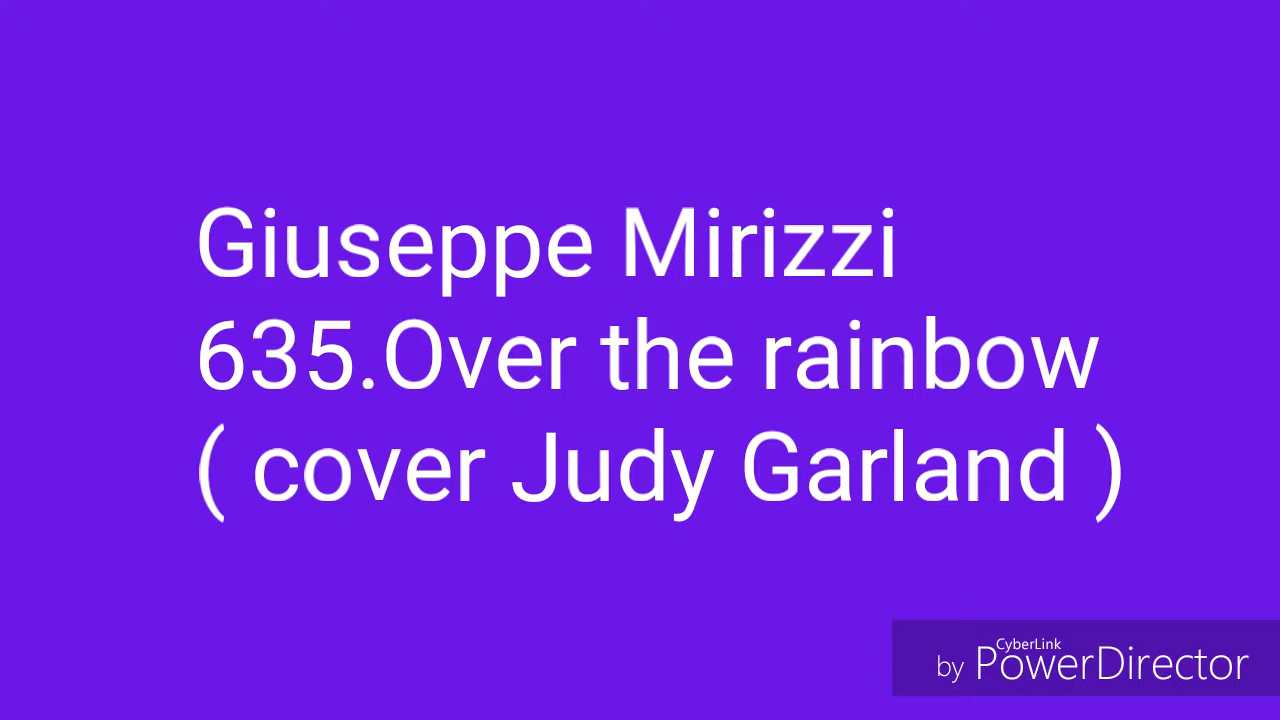 Giuseppe Mirizzi
635.Over the rainbow
( cover Judy Garland )
CyberLink
by PowerDirector